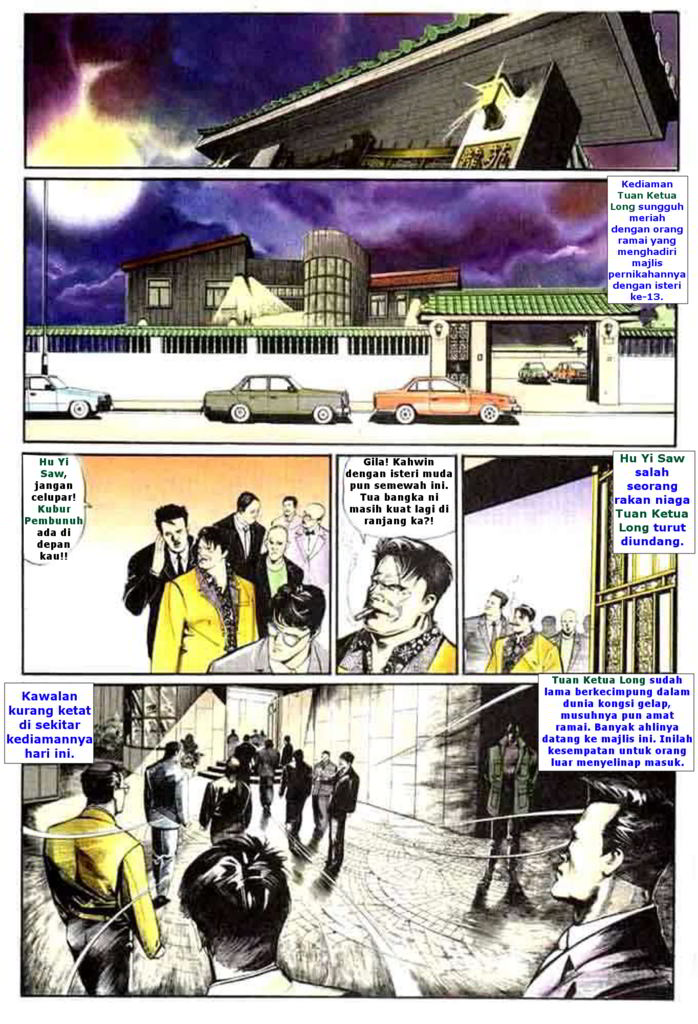 龍苑
Kediaman
Tuan Ketua
Long sungguh
meriah
dengan orang
ramai yang
menghadiri
majlis
pernikahannya
dengan isteri
ke-13.
Hu Yi Saw
salah
seorang
rakan niaga
Tuan Ketua
Long turut
diundang.
Gila! Kahwin
dengan isteri muda
pun semewah ini.
Tua bangka ni
masih kuat lagi di
ranjang ka?!
Hu Yi
Saw,
jangan
celupar!
Kubur
Pembunuh
ada di
depan
kau!!
Tuan Ketua Long sudah
lama berkecimpung dalam
dunia kongsi gelap,
musuhnya pun amat
ramai. Banyak ahlinya
datang ke majlis ini. Inilah
kesempatan untuk orang
luar menyelinap masuk.
Kawalan
kurang ketat
di sekitar
kediamannya
hari ini.